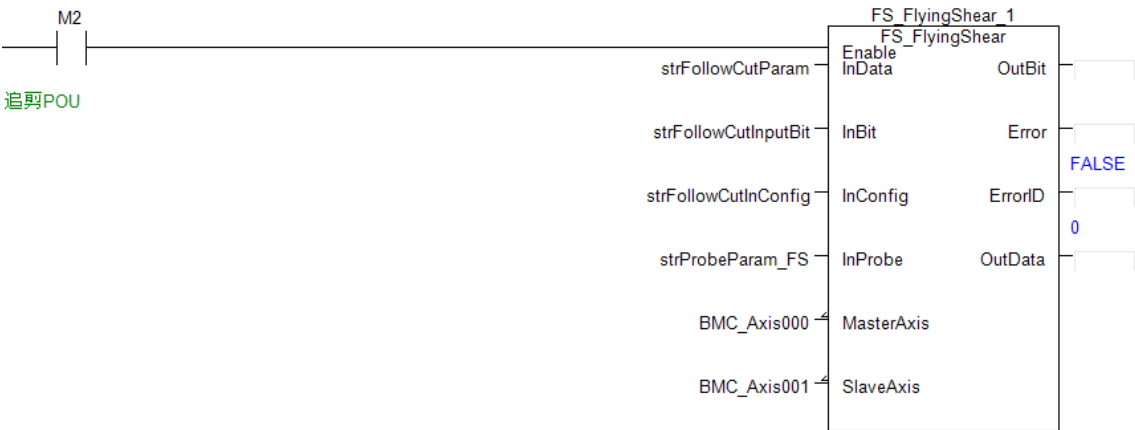 M2
FS_FlyingShear_1
FS_FlyingShear
Enable
strFollowCutParam InData OutBit
追剪POU
strFollowCutInputBit InBit Error
FALSE
strFollowCutInConfig InConfig ErrorID
0
strProbeParam_FS InProbe OutData
BMC_Axis000 MasterAxis
BMC_Axis001 SlaveAxis